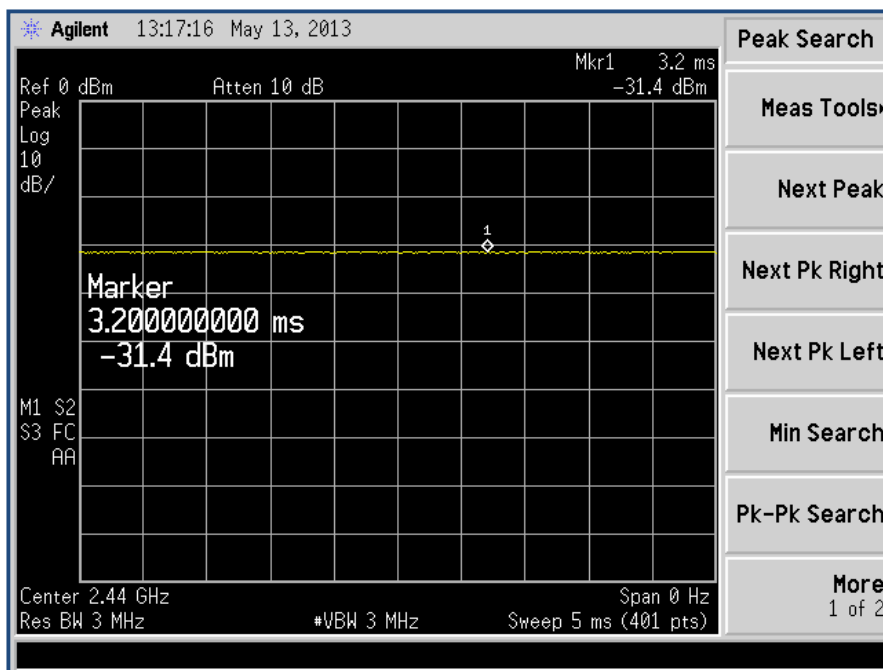 Agilent 13:17:16 May 13, 2013
Mkr1 3.2 ms
Ref 0 dBm Atten 10 dB -31.4 dBm
Peak
Log
10
dB/
1
Marker
3.200000000 ms
-31.4 dBm
M1 S2
S3 FC
AA
Center 2.44 GHz Span 0 Hz
Res BW 3 MHz #VBW 3 MHz Sweep 5 ms (401 pts)
Peak Search
Meas Tools
Next Peak
Next Pk Right
Next Pk Left
Min Search
Pk-Pk Search
More
1 of 2